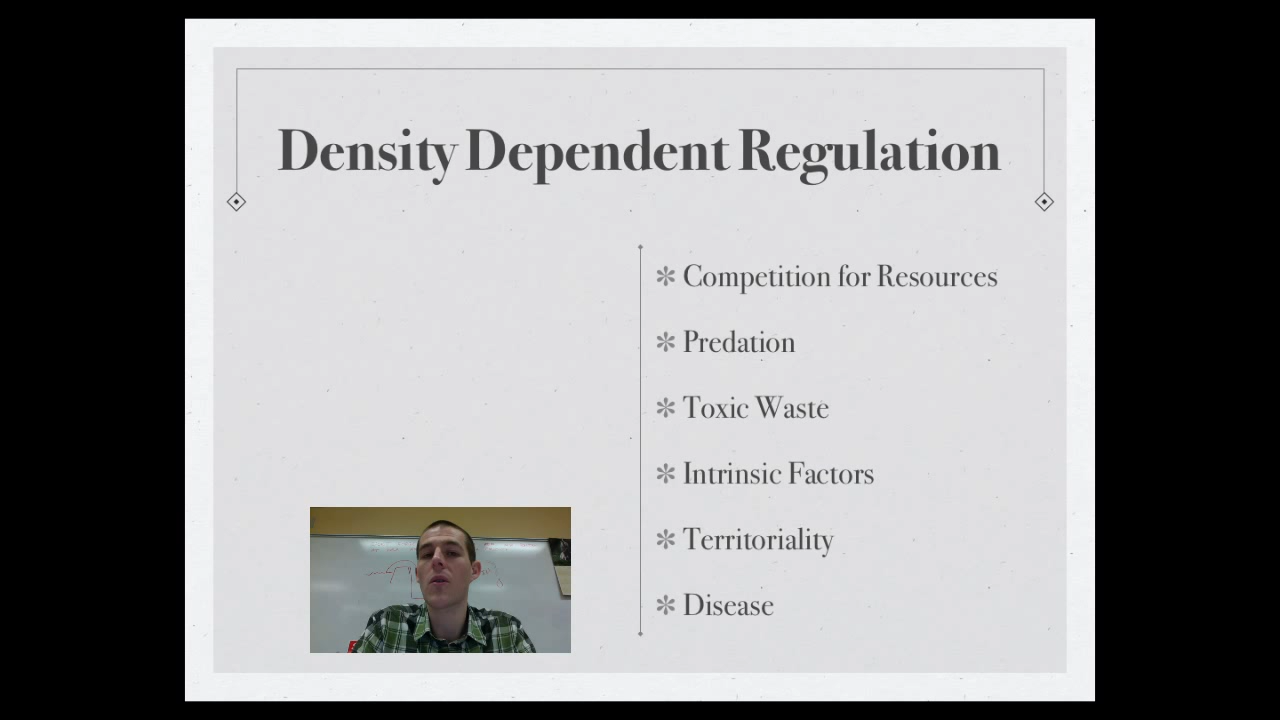 Density Dependent Regulation
Competition for Resources
Predation
Toxic Waste
Intrinsic Factors
Territoriality
Disease